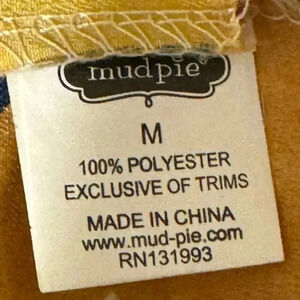 mudpie
M
100% POLYESTER
EXCLUSIVE OF TRIMS
MADE IN CHINA
www.mud-pie.com
RN131993